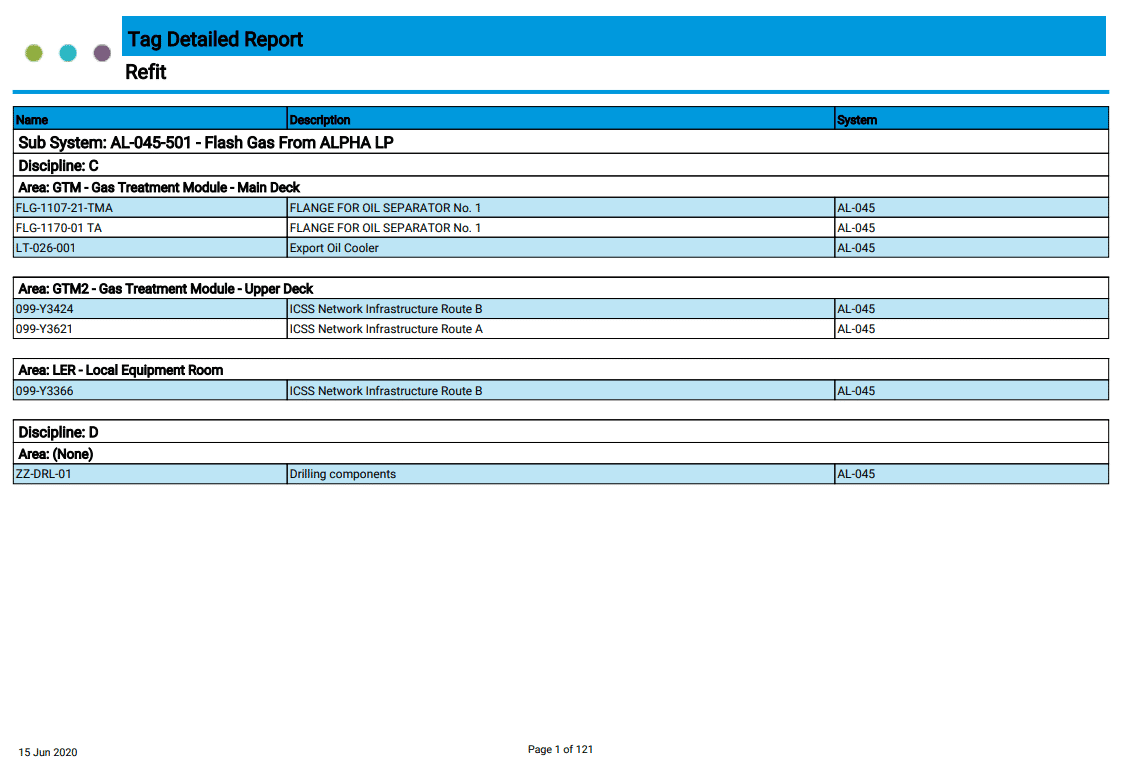 Tag Detailed Report
Refit
Name Description System
Sub System: AL-045-501 - Flash Gas From ALPHA LP
Discipline: C
Area: GTM - Gas Treatment Module - Main Deck
FLG-1107-21-TMA FLANGE FOR OIL SEPARATOR No. 1 AL-045
FLG-1170-01 TA FLANGE FOR OIL SEPARATOR No. 1 AL-045
LT-026-001 Export Oil Cooler AL-045
Area: GTM2 - Gas Treatment Module - Upper Deck
099-Y3424 ICSS Network Infrastructure Route B AL-045
099-Y3621 ICSS Network Infrastructure Route A AL-045
Area: LER - Local Equipment Room
099-Y3366 ICSS Network Infrastructure Route B AL-045
Discipline: D
Area: (None)
ZZ-DRL-01 Drilling components AL-045
15 Jun 2020 Page 1 of 121